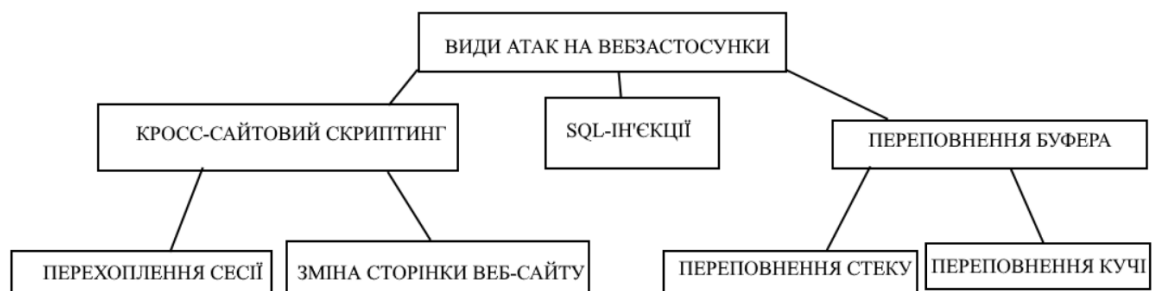 ВИДИ АТАК НА ВЕБЗАСТОСУНКИ
КРОСС-САЙТОВИЙ СКРИПТИНГ
SQL-ІН'ЄКЦІЇ
ПЕРЕПОВНЕННЯ БУФЕРА
ПЕРЕХОПЛЕННЯ СЕСІЇ
ЗМІНА СТОРІНКИ ВЕБ-САЙТУ
ПЕРЕПОВНЕННЯ СТЕКУ
ПЕРЕПОВНЕННЯ КУЧІ